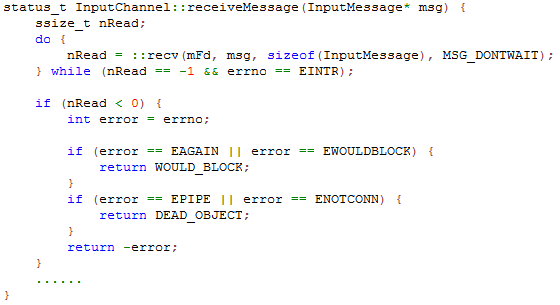 status_t InputChannel::receiveMessage(InputMessage* msg) {
    ssize_t nRead;
    do {
        nRead = ::recv(mFd, msg, sizeof(InputMessage), MSG_DONTWAIT);
    } while (nRead == -1 && errno == EINTR);

    if (nRead < 0) {
        int error = errno;

        if (error == EAGAIN || error == EWOULDBLOCK) {
            return WOULD_BLOCK;
        }
        if (error == EPIPE || error == ENOTCONN) {
            return DEAD_OBJECT;
        }
        return -error;
    }
    ......
}